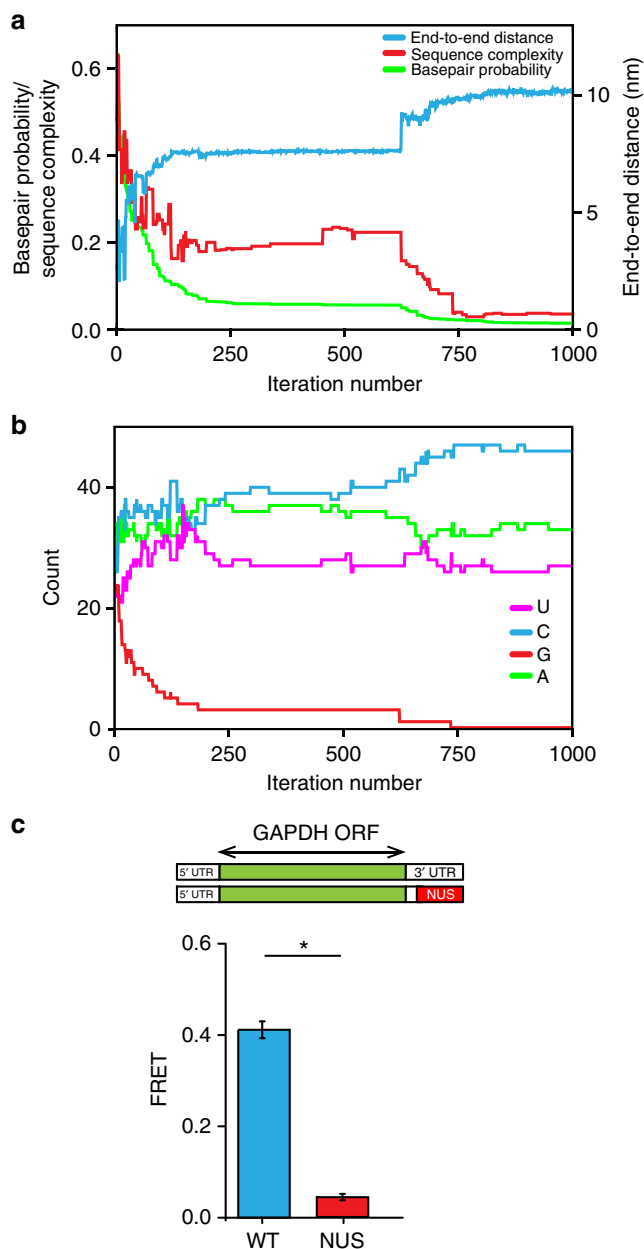 a
End-to-end distance
Sequence complexity
Basepair probability
Basepair probability/
sequence complexity
0.6
0.4
0.2
0.0
10
5
0
End-to-end distance (nm)
0
250
500
750
1000
Iteration number
b
Count
40
20
0
U
C
G
A
0
250
500
750
1000
Iteration number
c
GAPDH ORF
5′ UTR
3′ UTR
5′ UTR
NUS
FRET
0.6
0.4
0.2
0.0
*
WT
NUS